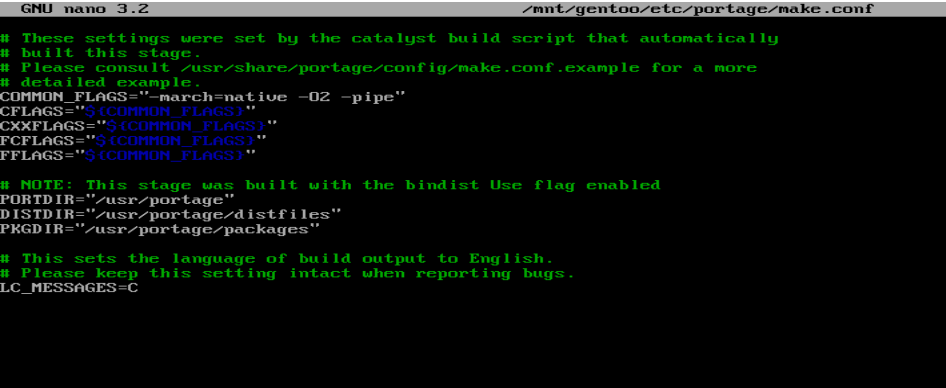 GNU nano 3.2 /mnt/gentoo/etc/portage/make.conf
# These settings were set by the catalyst build script that automatically
# built this stage.
# Please consult /usr/share/portage/config/make.conf.example for a more
# detailed example.
COMMON_FLAGS="-march=native -O2 -pipe"
CFLAGS="${COMMON_FLAGS}"
CXXFLAGS="${COMMON_FLAGS}"
FCFLAGS="${COMMON_FLAGS}"
FFLAGS="${COMMON_FLAGS}"
# NOTE: This stage was built with the bindist Use flag enabled
PORTDIR="/usr/portage"
DISTDIR="/usr/portage/distfiles"
PKGDIR="/usr/portage/packages"
# This sets the language of build output to English.
# Please keep this setting intact when reporting bugs.
LC_MESSAGES=C